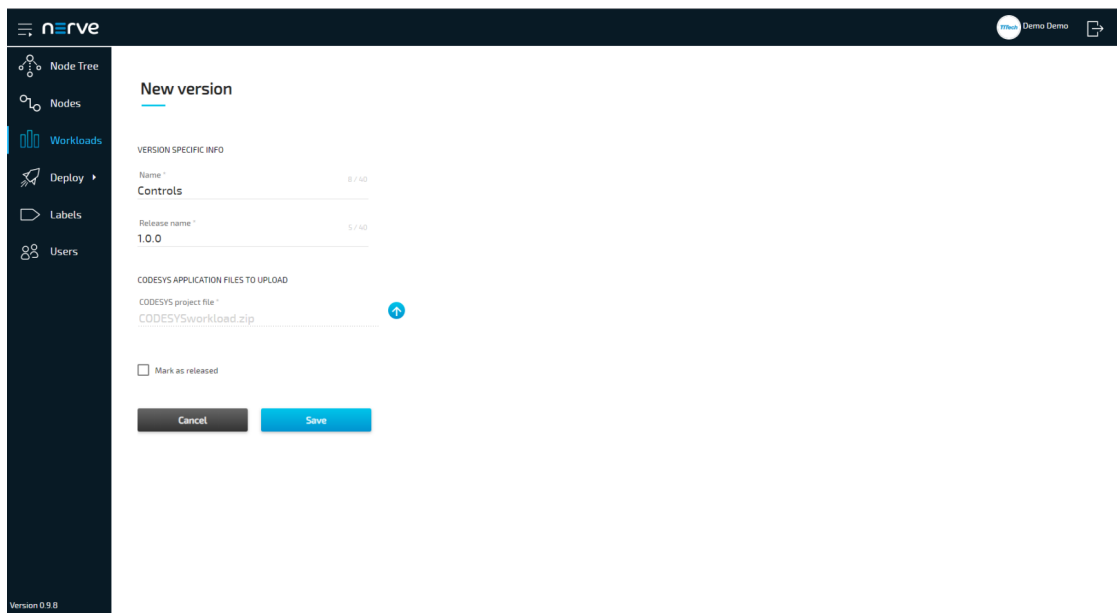 nerve
TTTech
Demo Demo
Node Tree
Nodes
Workloads
Deploy
Labels
Users
Version 0.9.8
New version
VERSION SPECIFIC INFO
Name *
8 / 40
Controls
Release name *
5 / 40
1.0.0
CODESYS APPLICATION FILES TO UPLOAD
CODESYS project file *
CODESYSworkload.zip
Mark as released
Cancel
Save